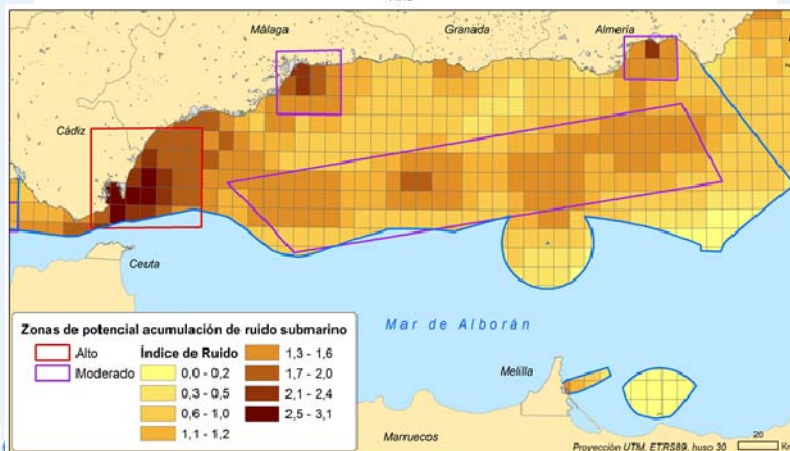 Málaga
Granada
Almería
Cádiz
Ceuta
Mar de Alborán
Melilla
Marruecos
Zonas de potencial acumulación de ruido submarino
Alto
Moderado
Índice de Ruido
0,0 - 0,2
0,3 - 0,5
0,6 - 1,0
1,1 - 1,2
1,3 - 1,6
1,7 - 2,0
2,1 - 2,4
2,5 - 3,1
20
Proyección UTM, ETRS89, huso 30